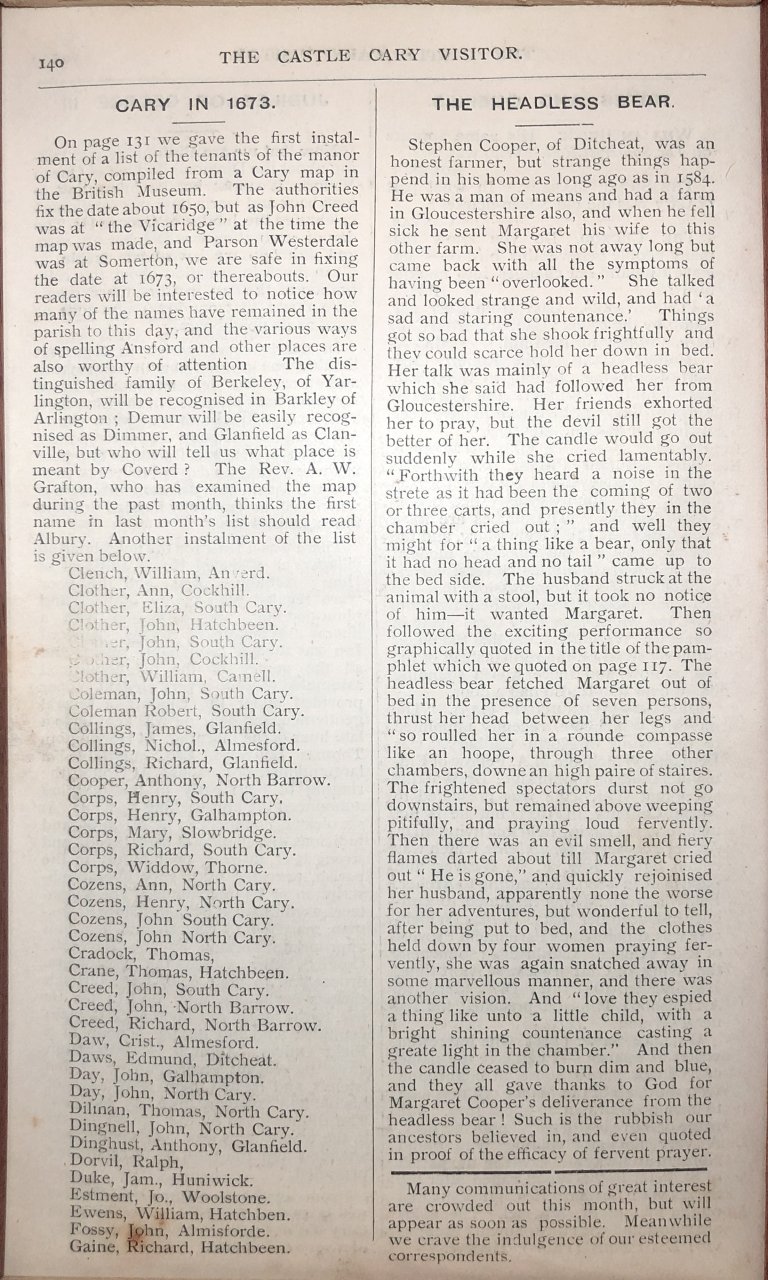 140
THE CASTLE CARY VISITOR.
CARY IN 1673.
On page 131 we gave the first instal-
ment of a list of the tenants of the manor
of Cary, compiled from a Cary map in
the British Museum. The authorities
fix the date about 1650, but as John Creed
was at "the Vicaridge" at the time the
map was made, and Parson Westerdale
was at Somerton, we are safe in fixing
the date at 1673, or thereabouts. Our
readers will be interested to notice how
many of the names have remained in the
parish to this day, and the various ways
of spelling Ansford and other places are
also worthy of attention The dis-
tinguished family of Berkeley, of Yar-
lington, will be recognised in Barkley of
Arlington ; Demur will be easily recog-
nised as Dimmer, and Glanfield as Clan-
ville, but who will tell us what place is
meant by Coverd ? The Rev. A. W.
Grafton, who has examined the map
during the past month, thinks the first
name in last month's list should read
Albury. Another instalment of the list
is given below.
Clench, William,
Clother, Ann, Cockhill.
Clother, Eliza, South Cary.
Clother, John, Hatchbeen.
John, South Cary.
John, Cockhill.
Clother, William, Camell.
Coleman, John, South Cary.
Coleman Robert, South Cary.
Collings, James, Glanfield.
Collings, Nichol., Almesford.
Collings, Richard, Glanfield.
Cooper, Anthony, North Barrow.
Corps, Henry, South Cary.
Corps, Henry, Galhampton.
Corps, Mary, Slowbridge.
Corps, Richard, South Cary.
Corps, Widdow, Thorne.
Cozens, Ann, North Cary.
Cozens, Henry, North Cary.
Cozens, John South Cary.
Cozens, John North Cary.
Cradock, Thomas,
Crane, Thomas, Hatchbeen.
Creed, John, South Cary.
Creed, John, North Barrow.
Creed, Richard, North Barrow.
Daw, Crist., Almesford.
Daws, Edmund, Ditcheat.
Day, John, Galhampton.
Day, John, North Cary.
Dilman, Thomas, North Cary.
Dingnell, John, North Cary.
Dinghust, Anthony, Glanfield.
Dorvil, Ralph,
Duke, Jam., Huniwick.
Estment, Jo., Woolstone.
Ewens, William, Hatchben.
Fossy, John, Almisforde.
Gaine, Richard, Hatchbeen.
THE HEADLESS BEAR.
Stephen Cooper, of Ditcheat, was an
honest farmer, but strange things hap-
pend in his home as long ago as in 1584.
He was a man of means and had a farm
in Gloucestershire also, and when he fell
sick he sent Margaret his wife to this
other farm. She was not away long but
came back with all the symptoms of
having been "overlooked." She talked
and looked strange and wild, and had 'a
sad and staring countenance.' Things
got so bad that she shook frightfully and
they could scarce hold her down in bed.
Her talk was mainly of a headless bear
which she said had followed her from
Gloucestershire. Her friends exhorted
her to pray, but the devil still got the
better of her. The candle would go out
suddenly while she cried lamentably.
"Forthwith they heard a noise in the
strete as it had been the coming of two
or three carts, and presently they in the
chamber cried out ; " and well they
might for "a thing like a bear, only that
it had no head and no tail" came up to
the bed side. The husband struck at the
animal with a stool, but it took no notice
of him—it wanted Margaret. Then
followed the exciting performance so
graphically quoted in the title of the pam-
phlet which we quoted on page 117. The
headless bear fetched Margaret out of
bed in the presence of seven persons,
thrust her head between her legs and
"so roulled her in a rounde compasse
like an hoope, through three other
chambers, downe an high paire of staires.
The frightened spectators durst not go
downstairs, but remained above weeping
pitifully, and praying loud fervently.
Then there was an evil smell, and fiery
flames darted about till Margaret cried
out " He is gone," and quickly rejoinised
her husband, apparently none the worse
for her adventures, but wonderful to tell,
after being put to bed, and the clothes
held down by four women praying fer-
vently, she was again snatched away in
some marvellous manner, and there was
another vision. And "love they espied
a thing like unto a little child, with a
bright shining countenance casting a
greate light in the chamber." And then
the candle ceased to burn dim and blue,
and they all gave thanks to God for
Margaret Cooper's deliverance from the
headless bear ! Such is the rubbish our
ancestors believed in, and even quoted
in proof of the efficacy of fervent prayer.
Many communications of great interest
are crowded out this month, but will
appear as soon as possible. Meanwhile
we crave the indulgence of our esteemed
correspondents.